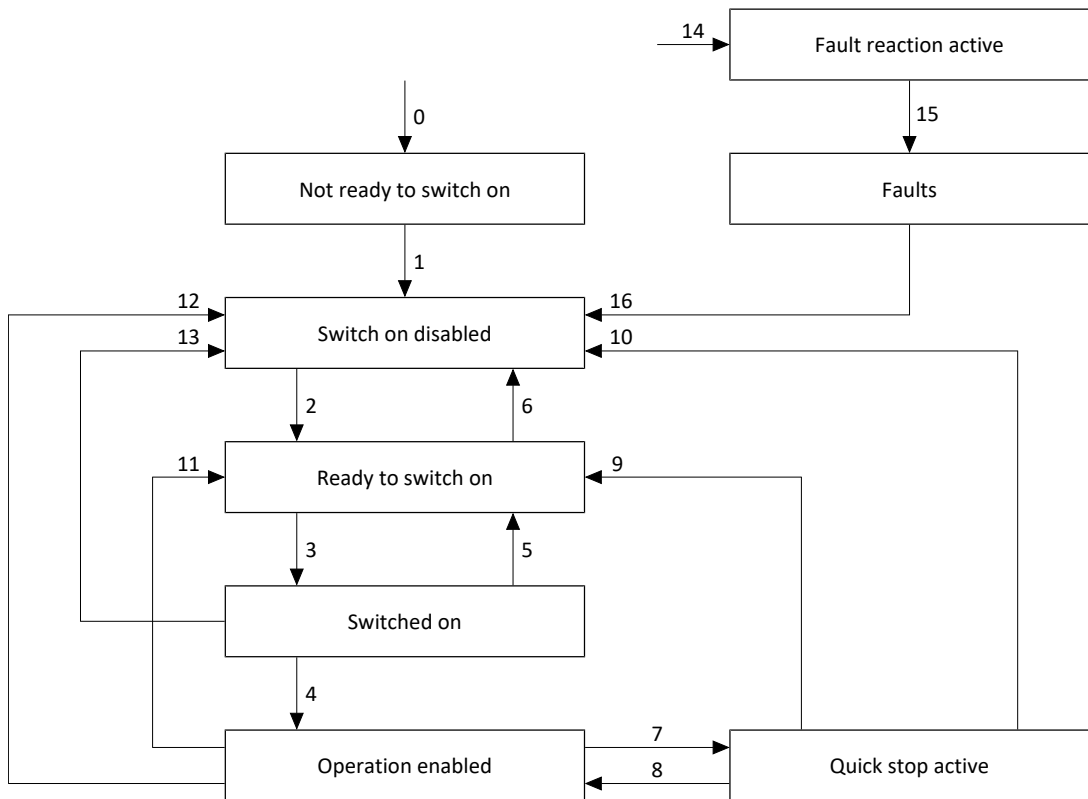 14
Fault reaction active
0
15
Not ready to switch on
Faults
1
12
16
Switch on disabled
13
10
2
6
11
Ready to switch on
9
3
5
Switched on
4
7
Operation enabled
8
Quick stop active